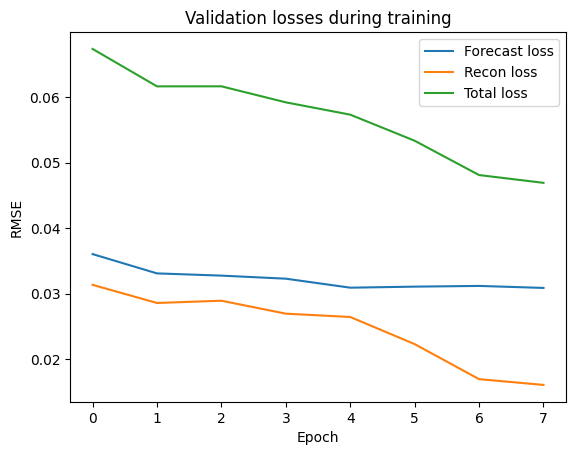 Validation losses during training
Forecast loss
Recon loss
Total loss
RMSE
0.06
0.05
0.04
0.03
0.02
0 1 2 3 4 5 6 7
Epoch